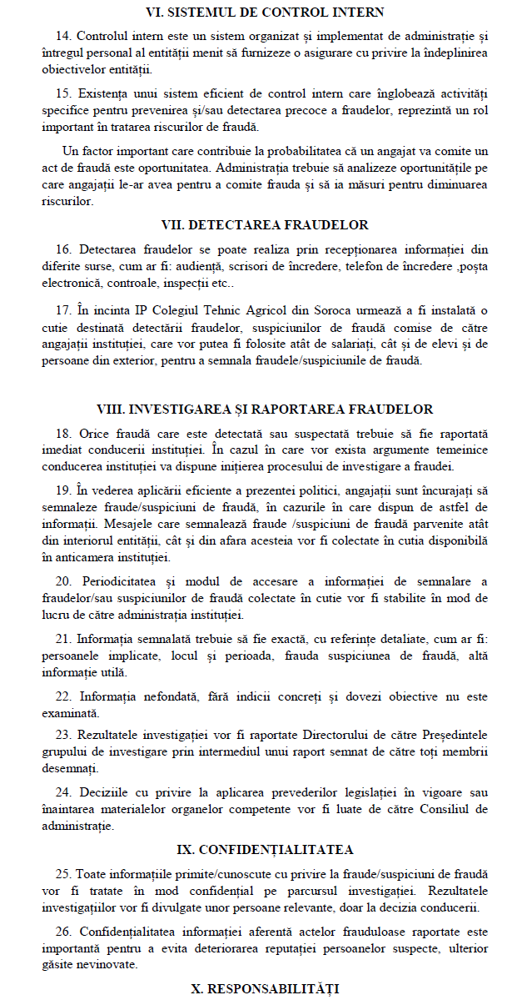 VI. SISTEMUL DE CONTROL INTERN
14. Controlul intern este un sistem organizat și implementat de administrație și
întregul personal al entității menit să furnizeze o asigurare cu privire la îndeplinirea
obiectivelor entității.
15. Existența unui sistem eficient de control intern care înglobează activități
specifice pentru prevenirea și/sau detectarea precoce a fraudelor, reprezintă un rol
important în tratarea riscurilor de fraudă.
Un factor important care contribuie la probabilitatea că un angajat va comite un
act de fraudă este oportunitatea. Administrația trebuie să analizeze oportunitățile pe
care angajații le-ar avea pentru a comite frauda și să ia măsuri pentru diminuarea
riscurilor.
VII. DETECTAREA FRAUDELOR
16. Detectarea fraudelor se poate realiza prin recepționarea informației din
diferite surse, cum ar fi: audiență, scrisori de încredere, telefon de încredere ,poșta
electronică, controale, inspecții etc..
17. În incinta IP Colegiul Tehnic Agricol din Soroca urmează a fi instalată o
cutie destinată detectării fraudelor, suspiciunilor de fraudă comise de către
angajații instituției, care vor putea fi folosite atât de salariați, cât și de elevi și de
persoane din exterior, pentru a semnala fraudele/suspiciunile de fraudă.
VIII. INVESTIGAREA ȘI RAPORTAREA FRAUDELOR
18. Orice fraudă care este detectată sau suspectată trebuie să fie raportată
imediat conducerii instituției. În cazul în care vor exista argumente temeinice
conducerea instituției va dispune inițierea procesului de investigare a fraudei.
19. În vederea aplicării eficiente a prezentei politici, angajații sunt încurajați să
semnaleze fraude/suspiciuni de fraudă, în cazurile în care dispun de astfel de
informații. Mesajele care semnalează fraude /suspiciuni de fraudă parvenite atât
din interiorul entității, cât și din afara acesteia vor fi colectate în cutia disponibilă
în anticamera instituției.
20. Periodicitatea și modul de accesare a informației de semnalare a
fraudelor/sau suspiciunilor de fraudă colectate în cutie vor fi stabilite în mod de
lucru de către administrația instituției.
21. Informația semnalată trebuie să fie exactă, cu referințe detaliate, cum ar fi:
persoanele implicate, locul și perioada, frauda suspiciunea de fraudă, altă
informație utilă.
22. Informația nefondată, fără indicii concreți și dovezi obiective nu este
examinată.
23. Rezultatele investigației vor fi raportate Directorului de către Președintele
grupului de investigare prin intermediul unui raport semnat de către toți membrii
desemnați.
24. Deciziile cu privire la aplicarea prevederilor legislației în vigoare sau
înaintarea materialelor organelor competente vor fi luate de către Consiliul de
administrație.
IX. CONFIDENȚIALITATEA
25. Toate informațiile primite/cunoscute cu privire la fraude/suspiciuni de fraudă
vor fi tratate în mod confidențial pe parcursul investigației. Rezultatele
investigațiilor vor fi divulgate unor persoane relevante, doar la decizia conducerii.
26. Confidențialitatea informației aferentă actelor frauduloase raportate este
importantă pentru a evita deteriorarea reputației persoanelor suspecte, ulterior
găsite nevinovate.
X. RESPONSABILITĂȚI